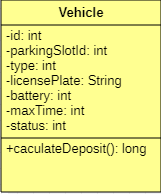 Vehicle
-id: int
-parkingSlotId: int
-type: int
-licensePlate: String
-battery: int
-maxTime: int
-status: int
+caculateDeposit(): long